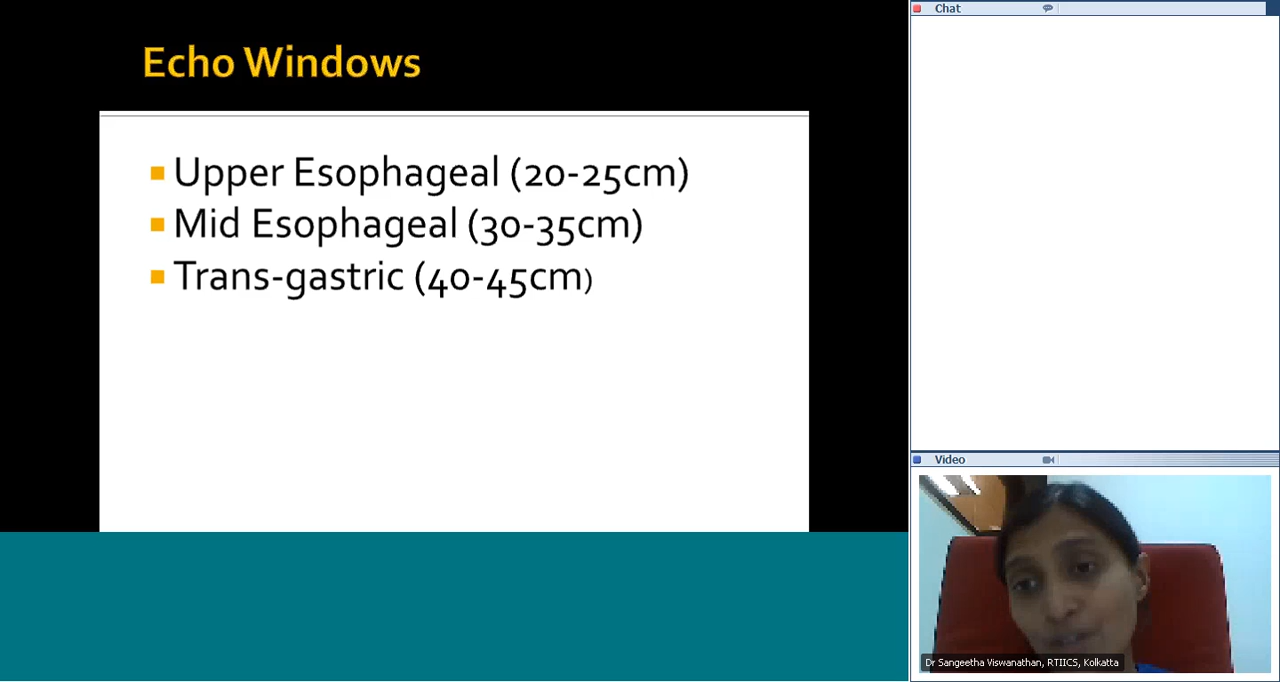 Echo Windows
Upper Esophageal (20-25cm)
Mid Esophageal (30-35cm)
Trans-gastric (40-45cm)
Chat
Video
Dr Sangeetha Viswanathan, RTIICS, Kolkatta